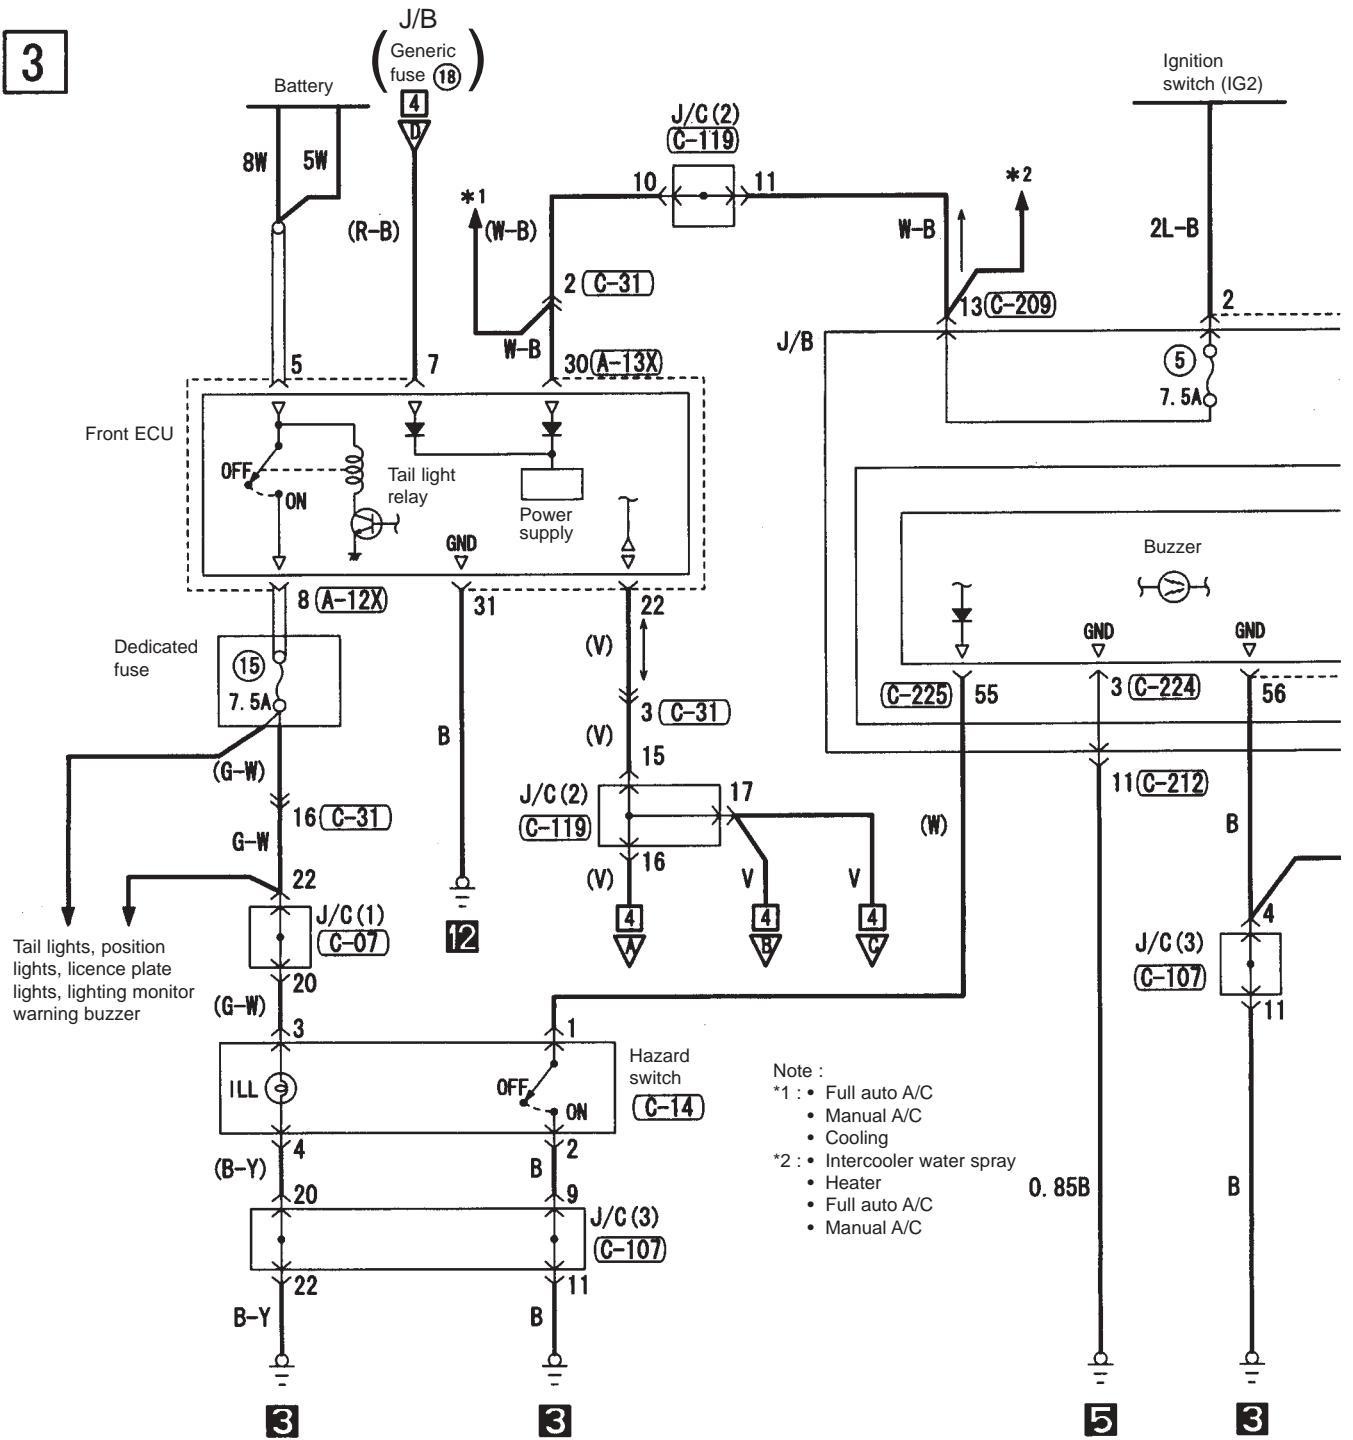 3
J/B
Generic
fuse 18
4
D
Battery
8W
5W
(R-B)
*1
(W-B)
2 C-31
W-B
J/C(2)
C-119
10
11
W-B
*2
13 C-209
Ignition
switch (IG2)
2L-B
2
J/B
5
7.5A
5
7
30 A-13X
Front ECU
OFF
ON
Tail light
relay
Power
supply
GND
8 A-12X
31
22
(V)
3 C-31
(V)
15
J/C(2)
C-119
17
16
(V)
V
V
4
A
4
B
4
C
Buzzer
GND
GND
C-225 55
3 C-224
56
11 C-212
(W)
B
4
J/C(3)
C-107
11
Dedicated
fuse
15
7.5A
(G-W)
16 C-31
G-W
22
J/C(1)
C-07
20
(G-W)
3
B
12
Tail lights, position
lights, licence plate
lights, lighting monitor
warning buzzer
1
Hazard
switch
C-14
ILL
OFF
ON
4
2
(B-Y)
B
20
9
J/C(3)
C-107
22
11
B-Y
B
3
3
Note :
*1 : • Full auto A/C
• Manual A/C
• Cooling
*2 : • Intercooler water spray
• Heater
• Full auto A/C
• Manual A/C
0.85B
B
5
3